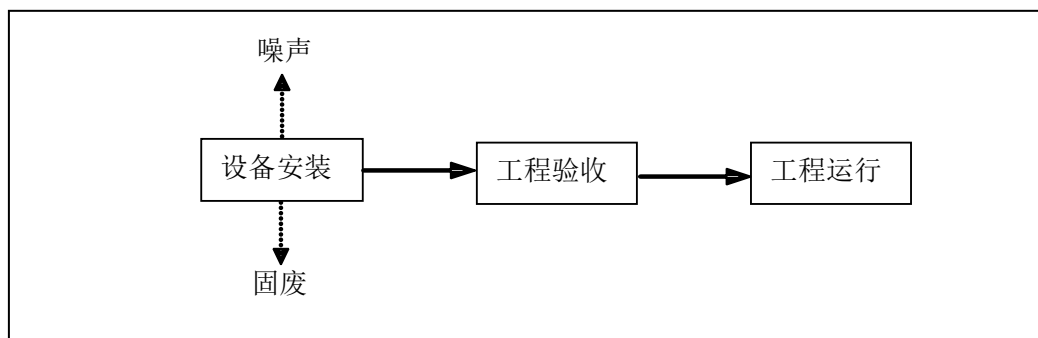 噪声
设备安装
工程验收
工程运行
固废